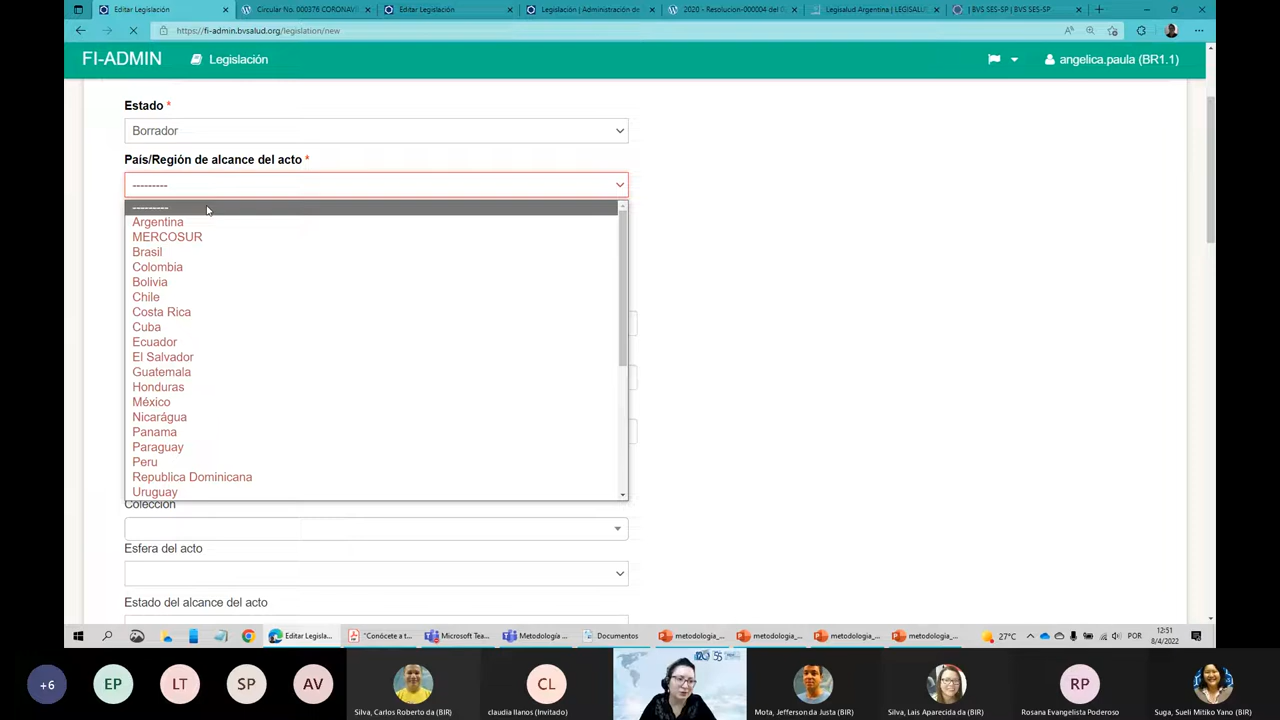 Editar Legislación
Circular No. 000376 CORONAVI
Editar Legislación
Legislação | Administração de
2020 - Resolucion-000004 del 0
Legisalud Argentina | LEGISALU
] BVS SES-SP | BVS SES-SP
https://fi-admin.bvsalud.org/legislation/new
FI-ADMIN
Legislación
angelica.paula (BR1.1)
Estado *
Borrador
País/Región de alcance del acto *
---------
---------
Argentina
MERCOSUR
Brasil
Colombia
Bolivia
Chile
Costa Rica
Cuba
Ecuador
El Salvador
Guatemala
Honduras
México
Nicarágua
Panama
Paraguay
Peru
Republica Dominicana
Uruguay
Colección
Esfera del acto
Estado del alcance del acto
Editar Legisla...
"Conócete a t...
Microsoft Tea...
Metodología ...
Documentos
metodologia_...
metodologia_...
metodologia_...
metodologia_...
27°C
POR
12:51
8/4/2022
+6
EP
LT
SP
AV
CL
RP
Silva, Carlos Roberto da (BIR)
claudia llanos (Invitado)
Mota, Jefferson da Justa (BIR)
Silva, Lais Aparecida da (BIR)
Rosana Evangelista Poderoso
Suga, Sueli Mitiko Yano (BIR)